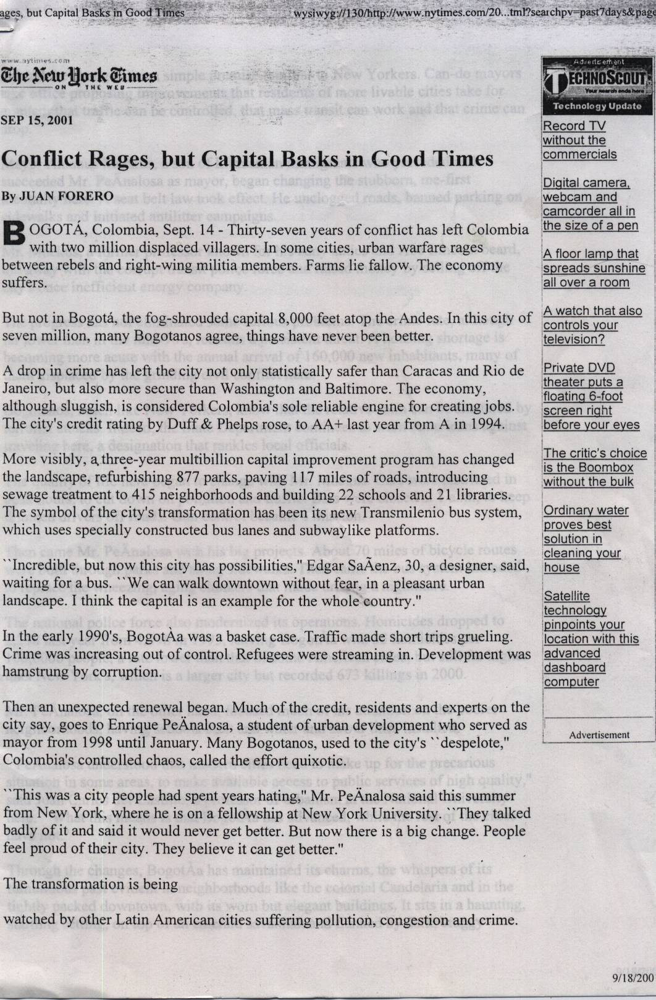 ages, but Capital Basks in Good Times
wysiwyg://130/http://www.nytimes.com/20...tml?searchpv=past7days&page
www.nytimes.com
The New York Times
ON THE WEB
SEP 15, 2001
Conflict Rages, but Capital Basks in Good Times
By JUAN FORERO
BOGOTÁ, Colombia, Sept. 14 - Thirty-seven years of conflict has left Colombia
with two million displaced villagers. In some cities, urban warfare rages
between rebels and right-wing militia members. Farms lie fallow. The economy
suffers.
But not in Bogotá, the fog-shrouded capital 8,000 feet atop the Andes. In this city of
seven million, many Bogotanos agree, things have never been better.
A drop in crime has left the city not only statistically safer than Caracas and Rio de
Janeiro, but also more secure than Washington and Baltimore. The economy,
although sluggish, is considered Colombia's sole reliable engine for creating jobs.
The city's credit rating by Duff & Phelps rose, to AA+ last year from A in 1994.
More visibly, a three-year multibillion capital improvement program has changed
the landscape, refurbishing 877 parks, paving 117 miles of roads, introducing
sewage treatment to 415 neighborhoods and building 22 schools and 21 libraries.
The symbol of the city's transformation has been its new Transmilenio bus system,
which uses specially constructed bus lanes and subwaylike platforms.
``Incredible, but now this city has possibilities,'' Edgar SaÃenz, 30, a designer, said,
waiting for a bus. ``We can walk downtown without fear, in a pleasant urban
landscape. I think the capital is an example for the whole country.''
In the early 1990's, BogotÀa was a basket case. Traffic made short trips grueling.
Crime was increasing out of control. Refugees were streaming in. Development was
hamstrung by corruption.
Then an unexpected renewal began. Much of the credit, residents and experts on the
city say, goes to Enrique PeÄnalosa, a student of urban development who served as
mayor from 1998 until January. Many Bogotanos, used to the city's ``despelote,''
Colombia's controlled chaos, called the effort quixotic.
``This was a city people had spent years hating,'' Mr. PeÄnalosa said this summer
from New York, where he is on a fellowship at New York University. ``They talked
badly of it and said it would never get better. But now there is a big change. People
feel proud of their city. They believe it can get better.''
The transformation is being
watched by other Latin American cities suffering pollution, congestion and crime.
Advertisement
TECHNOSCOUT
Your search ends here
Technology Update
Record TV
without the
commercials
Digital camera,
webcam and
camcorder all in
the size of a pen
A floor lamp that
spreads sunshine
all over a room
A watch that also
controls your
television?
Private DVD
theater puts a
floating 6-foot
screen right
before your eyes
The critic's choice
is the Boombox
without the bulk
Ordinary water
proves best
solution in
cleaning your
house
Satellite
technology
pinpoints your
location with this
advanced
dashboard
computer
Advertisement
9/18/200